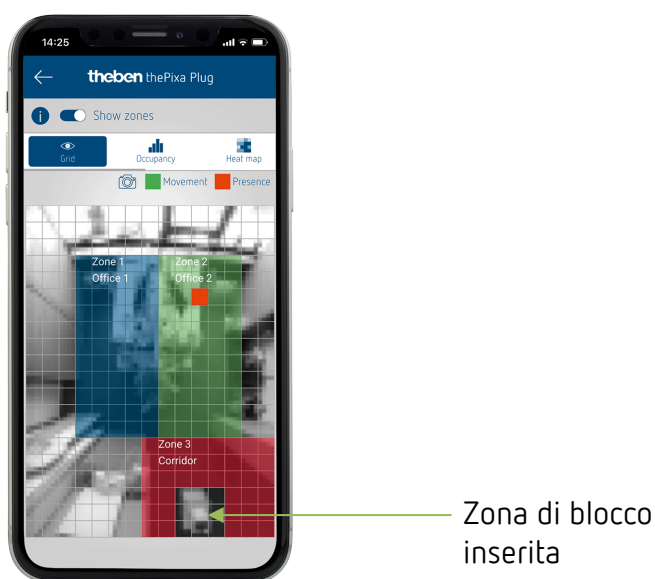 14:25
theben thePixa Plug
i Show zones
Grid Occupancy Heat map
Movement Presence
Zone 1 Zone 2
Office 1 Office 2
Zone 3
Corridor
Zona di blocco
inserita